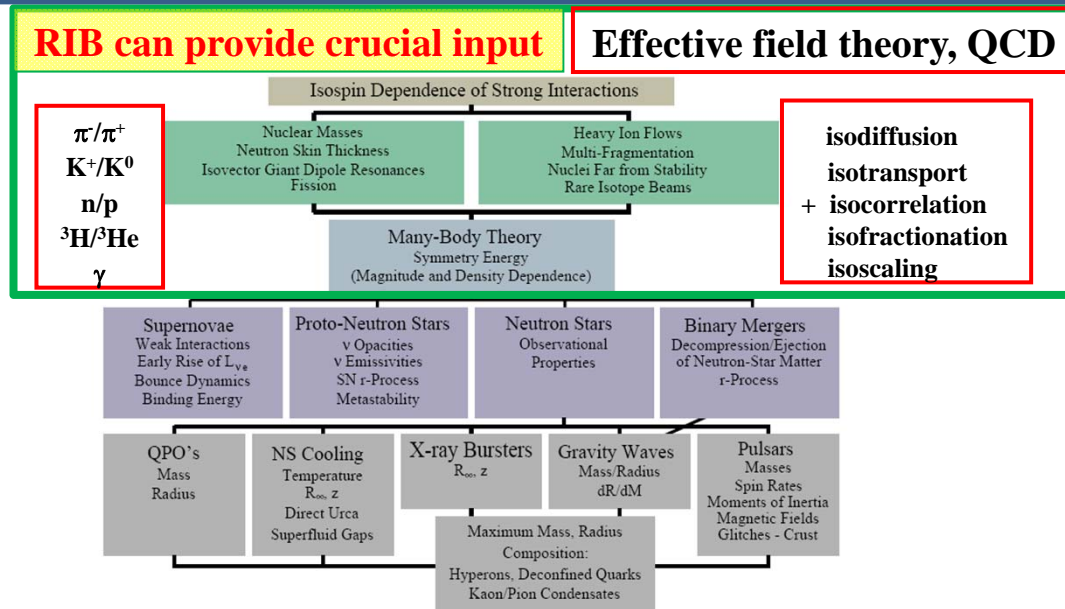 RIB can provide crucial input
Effective field theory, QCD
Isospin Dependence of Strong Interactions
π-/π+
K+/K0
n/p
3H/3He
γ
Nuclear Masses
Neutron Skin Thickness
Isovector Giant Dipole Resonances
Fission
Heavy Ion Flows
Multi-Fragmentation
Nuclei Far from Stability
Rare Isotope Beams
isodiffusion
isotransport
+ isocorrelation
isofractionation
isoscaling
Many-Body Theory
Symmetry Energy
(Magnitude and Density Dependence)
Supernovae
Weak Interactions
Early Rise of Lνe
Bounce Dynamics
Binding Energy
Proto-Neutron Stars
ν Opacities
ν Emissivities
SN r-Process
Metastability
Neutron Stars
Observational
Properties
Binary Mergers
Decompression/Ejection
of Neutron-Star Matter
r-Process
QPO's
Mass
Radius
NS Cooling
Temperature
R∞, z
Direct Urca
Superfluid Gaps
X-ray Bursters
R∞, z
Gravity Waves
Mass/Radius
dR/dM
Pulsars
Masses
Spin Rates
Moments of Inertia
Magnetic Fields
Glitches - Crust
Maximum Mass, Radius
Composition:
Hyperons, Deconfined Quarks
Kaon/Pion Condensates